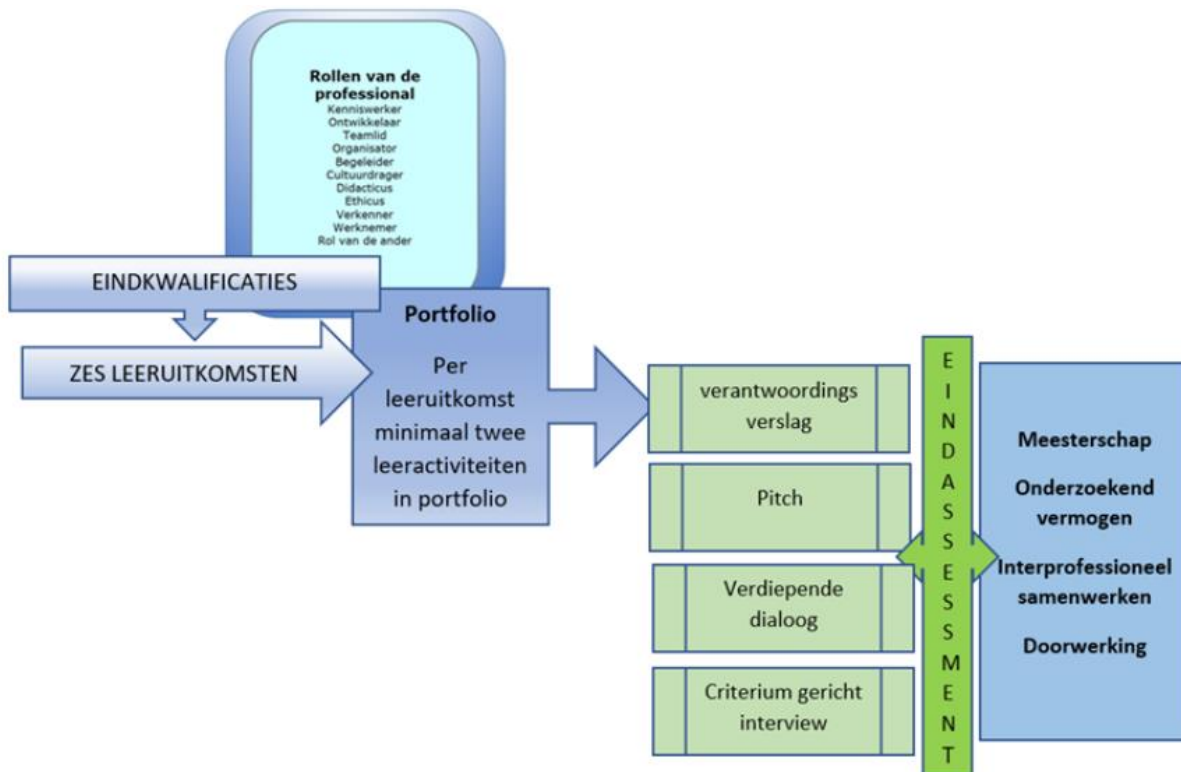 Rollen van de
professional
Kenniswerker
Ontwikkelaar
Teamlid
Organisator
Begeleider
Cultuurdrager
Didacticus
Ethicus
Verkenner
Werknemer
Rol van de ander
EINDKWALIFICATIES
ZES LEERUITKOMSTEN
Portfolio
Per
leeruitkomst
minimaal twee
leeractiviteiten
in portfolio
verantwoordings
verslag
Pitch
Verdiepende
dialoog
Criterium gericht
interview
E
I
N
D
A
S
S
E
S
S
M
E
N
T
Meesterschap
Onderzoekend
vermogen
Interprofessioneel
samenwerken
Doorwerking